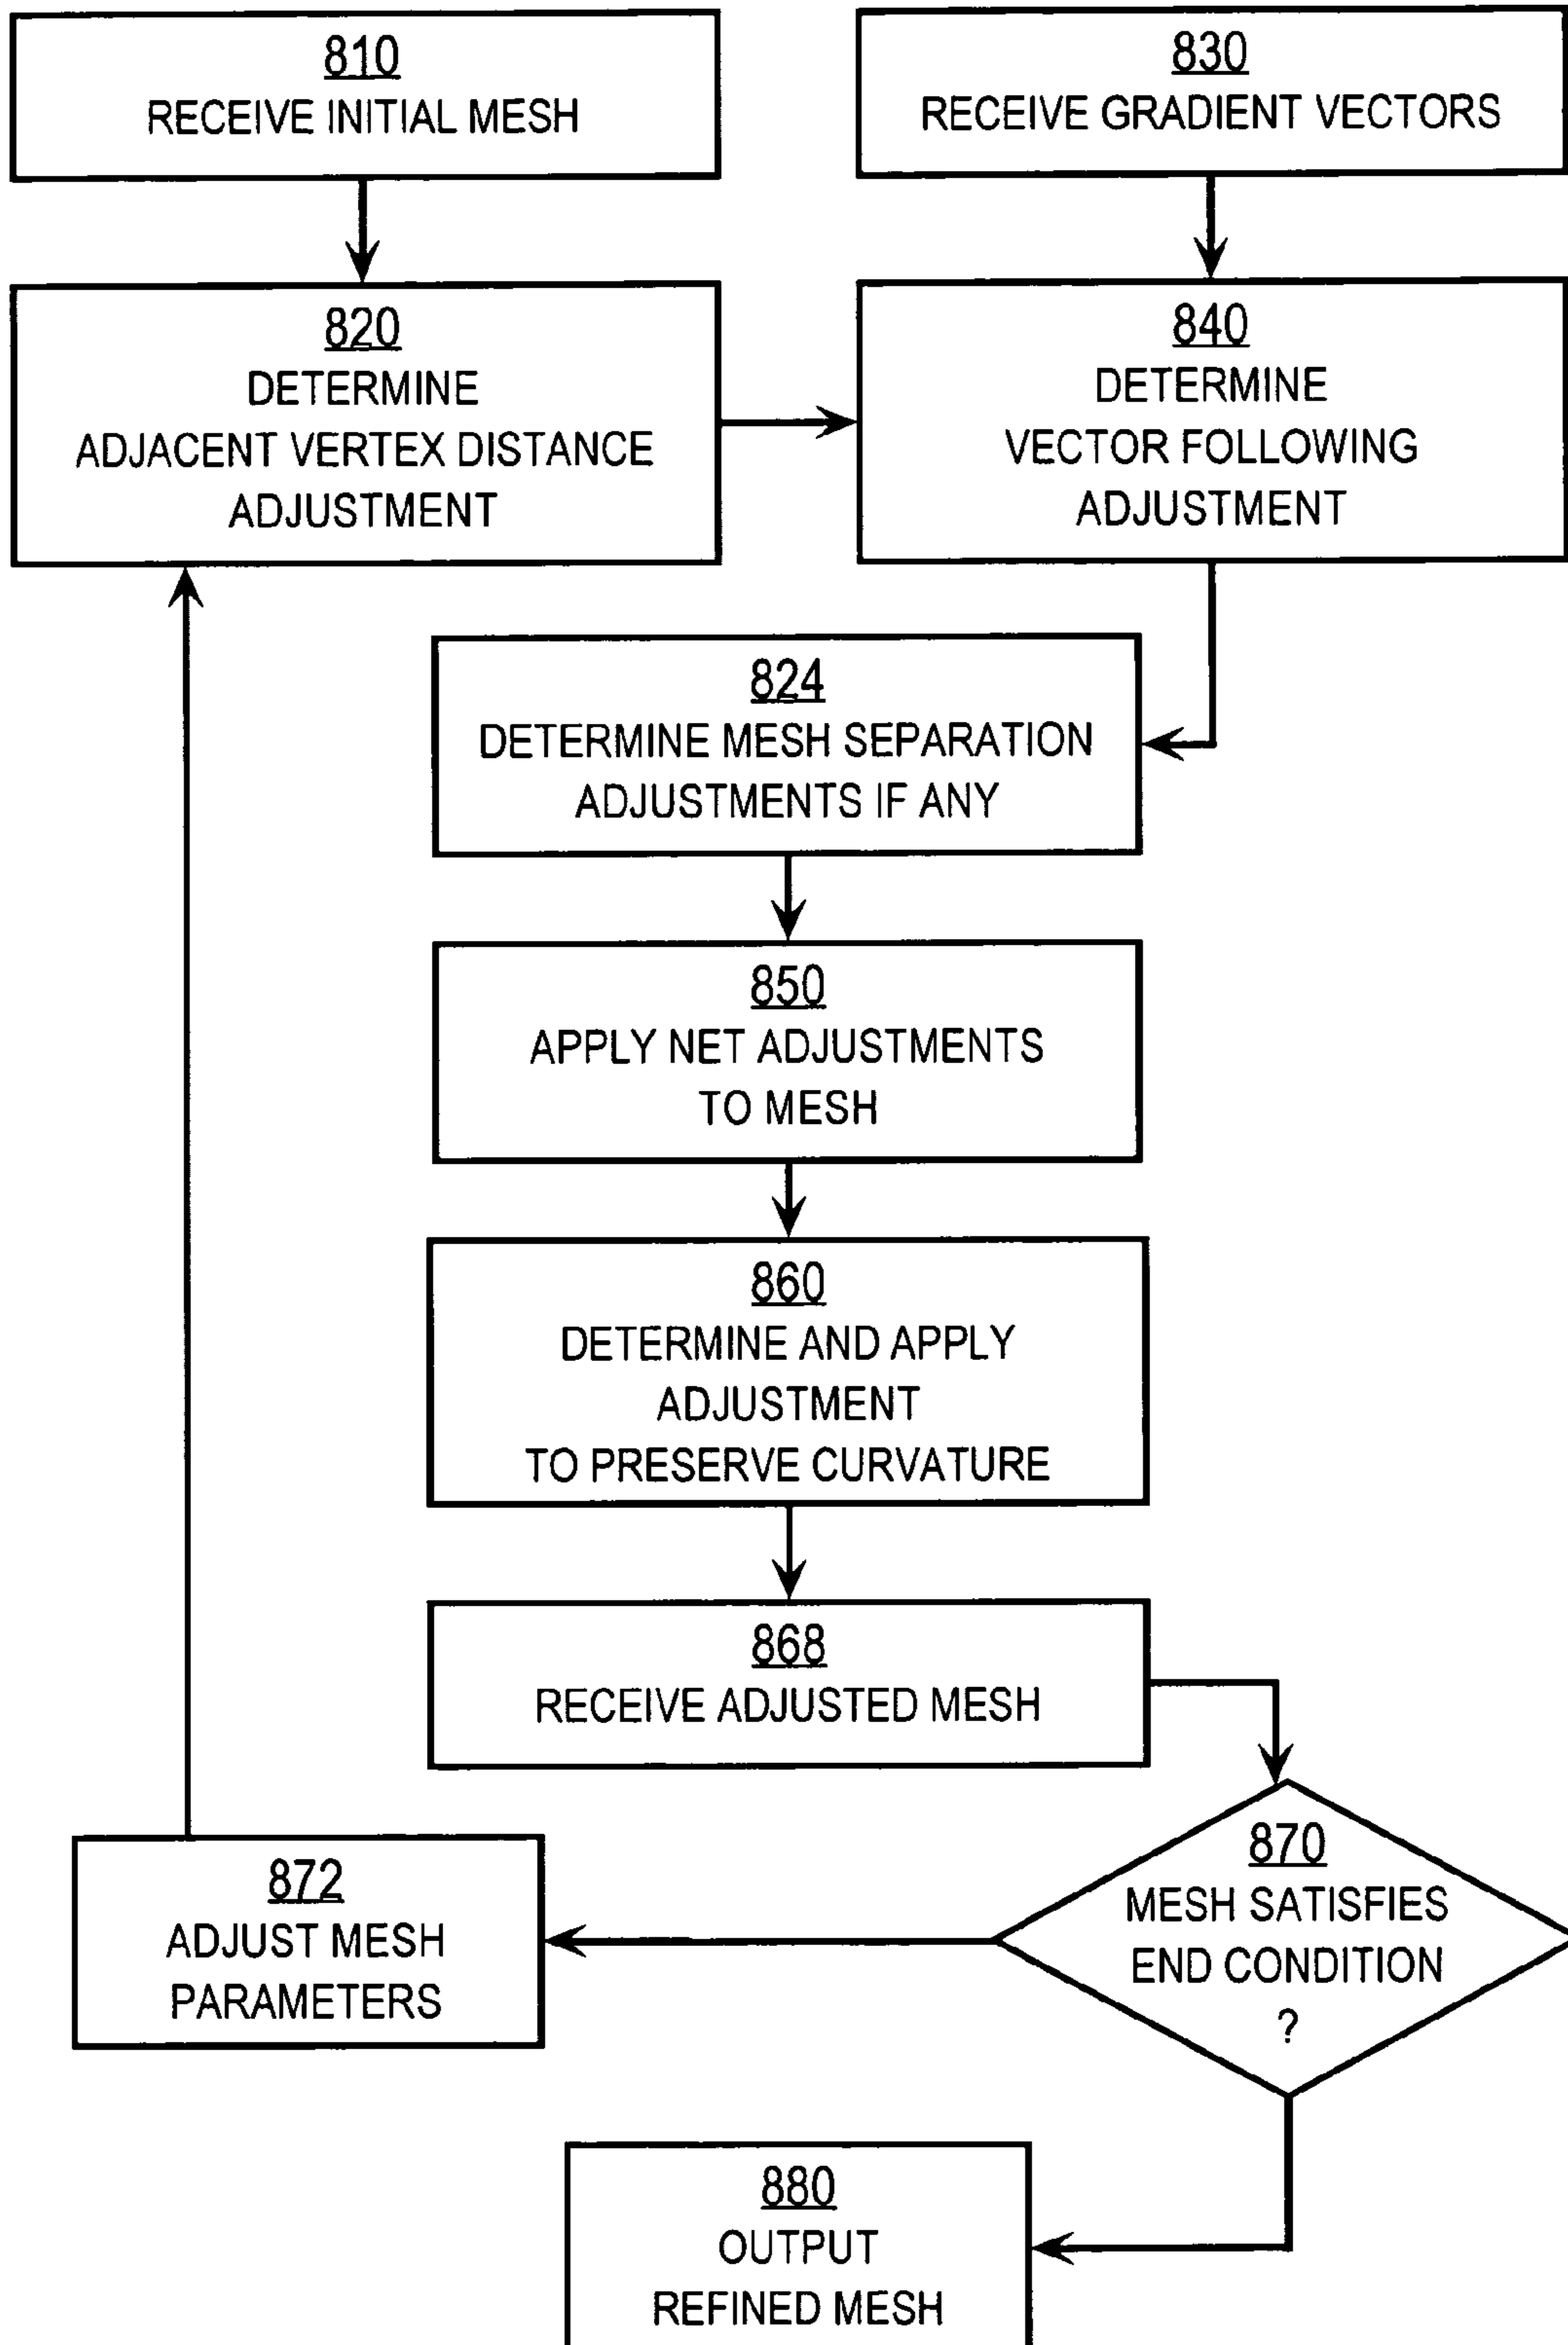 810
RECEIVE INITIAL MESH
830
RECEIVE GRADIENT VECTORS
820
DETERMINE
ADJACENT VERTEX DISTANCE
ADJUSTMENT
840
DETERMINE
VECTOR FOLLOWING
ADJUSTMENT
824
DETERMINE MESH SEPARATION
ADJUSTMENTS IF ANY
850
APPLY NET ADJUSTMENTS
TO MESH
860
DETERMINE AND APPLY
ADJUSTMENT
TO PRESERVE CURVATURE
868
RECEIVE ADJUSTED MESH
870
MESH SATISFIES
END CONDITION
?
872
ADJUST MESH
PARAMETERS
880
OUTPUT
REFINED MESH